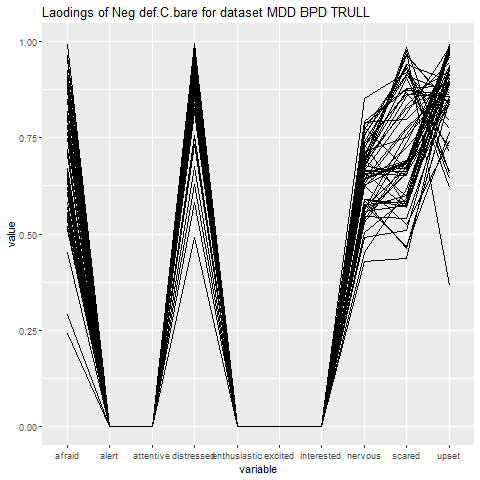 Laodings of Neg def.C.bare for dataset MDD BPD TRULL
1.00
0.75
value
0.50
0.25
0.00
afraid alert attentive distressed enthusiastic excited interested nervous scared upset
variable